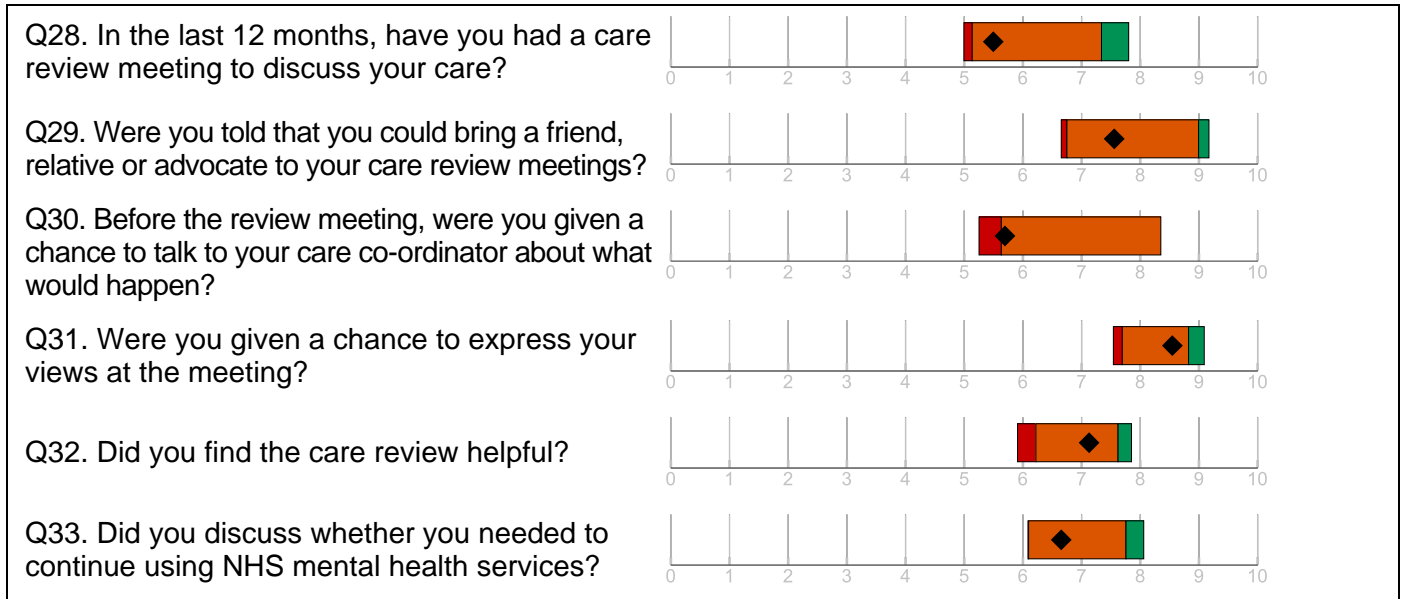 Q28. In the last 12 months, have you had a care
review meeting to discuss your care?
0 1 2 3 4 5 6 7 8 9 10
Q29. Were you told that you could bring a friend,
relative or advocate to your care review meetings?
0 1 2 3 4 5 6 7 8 9 10
Q30. Before the review meeting, were you given a
chance to talk to your care co-ordinator about what
would happen?
0 1 2 3 4 5 6 7 8 9 10
Q31. Were you given a chance to express your
views at the meeting?
0 1 2 3 4 5 6 7 8 9 10
Q32. Did you find the care review helpful?
0 1 2 3 4 5 6 7 8 9 10
Q33. Did you discuss whether you needed to
continue using NHS mental health services?
0 1 2 3 4 5 6 7 8 9 10